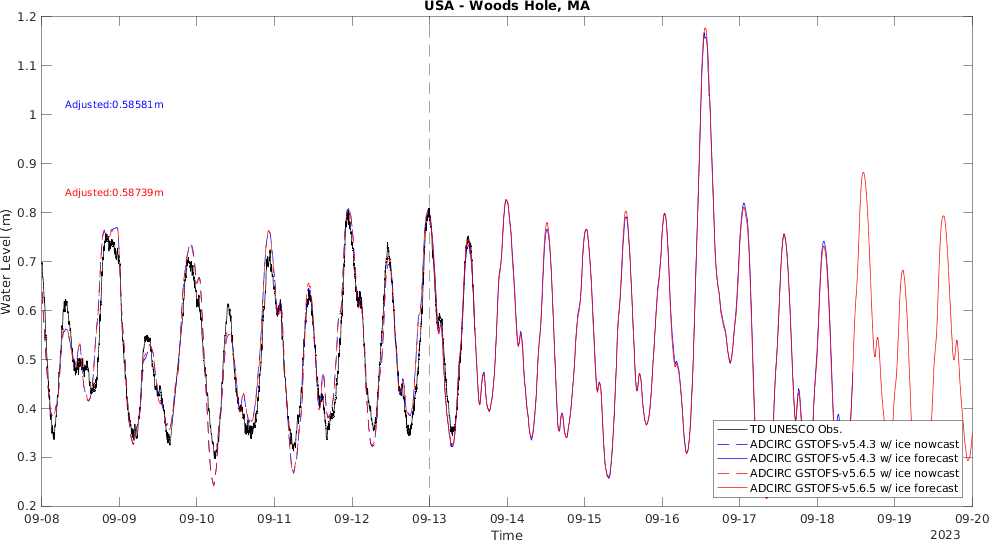 USA - Woods Hole, MA
1.2
1.1
1
0.9
0.8
0.7
0.6
0.5
0.4
0.3
0.2
Water Level (m)
Adjusted:0.58581m
Adjusted:0.58739m
TD UNESCO Obs.
ADCIRC GSTOFS-v5.4.3 w/ ice nowcast
ADCIRC GSTOFS-v5.4.3 w/ ice forecast
ADCIRC GSTOFS-v5.6.5 w/ ice nowcast
ADCIRC GSTOFS-v5.6.5 w/ ice forecast
09-08 09-09 09-10 09-11 09-12 09-13 09-14 09-15 09-16 09-17 09-18 09-19 09-20
Time
2023